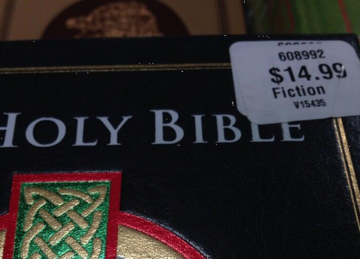 608992
$14.99
Fiction
V15435
HOLY BIBLE